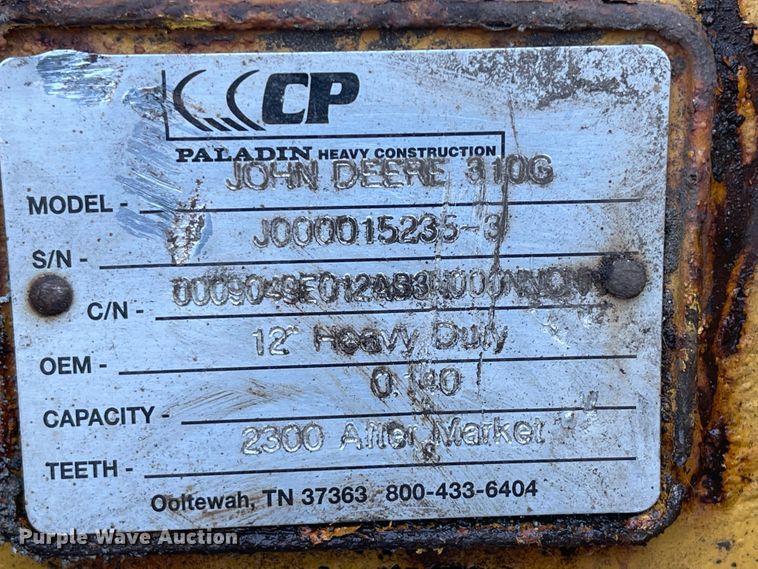 CP
PALADIN HEAVY CONSTRUCTION
MODEL - JOHN DEERE 310G
S/N - J000015235-3
C/N -
OEM - 12" Heavy Duty
CAPACITY -
TEETH - 2300 After Market
Ooltewah, TN 37363 800-433-6404
Purple Wave Auction